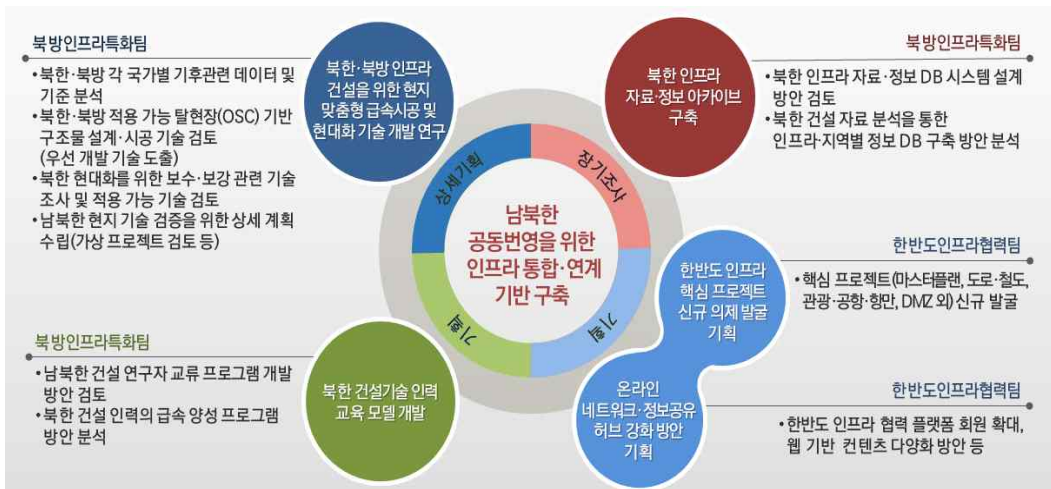 북방인프라특화팀
• 북한·북방 각 국가별 기후관련 데이터 및
기준 분석
• 북한·북방 적용 가능 탈현장(OSC) 기반
구조물 설계·시공 기술 검토
(우선 개발 기술 도출)
• 북한 현대화를 위한 보수·보강 관련 기술
조사 및 적용 가능 기술 검토
• 남북한 현지 기술 검증을 위한 상세 계획
수립(가상 프로젝트 검토 등)
북한·북방 인프라
건설을 위한 현지
맞춤형 급속시공 및
현대화 기술 개발 연구
북한 인프라
자료·정보 아카이브
구축
북방인프라특화팀
• 북한 인프라 자료·정보 DB 시스템 설계
방안 검토
• 북한 건설 자료 분석을 통한
인프라·지역별 정보 DB 구축 방안 분석
상세기획
장기조사
남북한
공동번영을 위한
인프라 통합·연계
기반 구축
기획
기획
한반도 인프라
핵심 프로젝트
신규 의제 발굴
기획
한반도인프라협력팀
• 핵심 프로젝트(마스터플랜, 도로·철도,
관광·공항·항만, DMZ 외) 신규 발굴
북방인프라특화팀
• 남북한 건설 연구자 교류 프로그램 개발
방안 검토
• 북한 건설 인력의 급속 양성 프로그램
방안 분석
북한 건설기술 인력
교육 모델 개발
온라인
네트워크·정보공유
허브 강화 방안
기획
한반도인프라협력팀
• 한반도 인프라 협력 플랫폼 회원 확대,
웹 기반 컨텐츠 다양화 방안 등